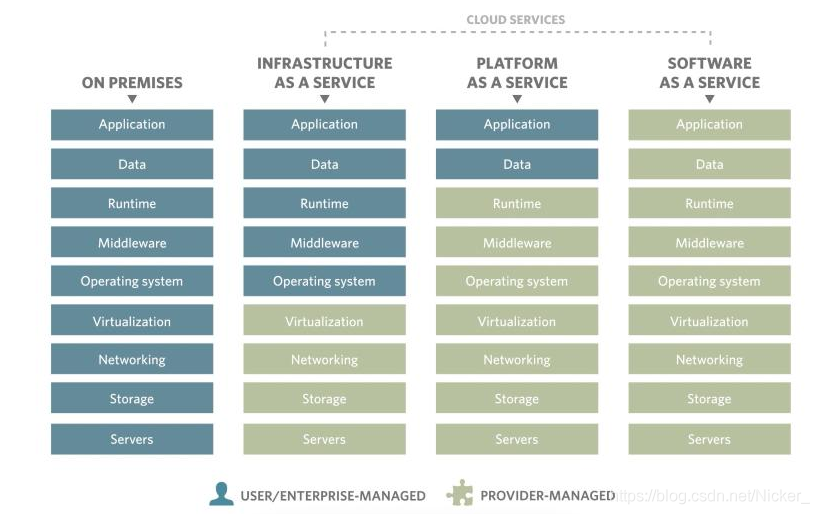 CLOUD SERVICES
ON PREMISES
INFRASTRUCTURE
AS A SERVICE
PLATFORM
AS A SERVICE
SOFTWARE
AS A SERVICE
Application Application Application Application
Data Data Data Data
Runtime Runtime Runtime Runtime
Middleware Middleware Middleware Middleware
Operating system Operating system Operating system Operating system
Virtualization Virtualization Virtualization Virtualization
Networking Networking Networking Networking
Storage Storage Storage Storage
Servers Servers Servers Servers
USER/ENTERPRISE-MANAGED PROVIDER-MANAGED
https://blog.csdn.net/Nicker_